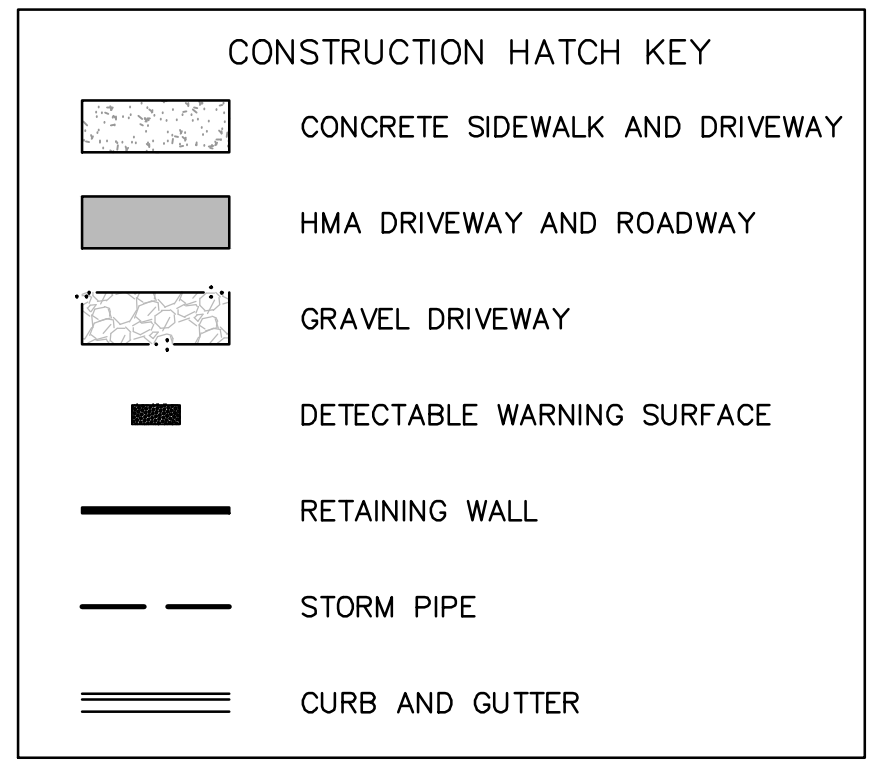 CONSTRUCTION HATCH KEY
CONCRETE SIDEWALK AND DRIVEWAY
HMA DRIVEWAY AND ROADWAY
GRAVEL DRIVEWAY
DETECTABLE WARNING SURFACE
RETAINING WALL
STORM PIPE
CURB AND GUTTER